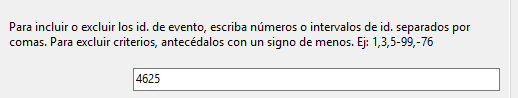 Para incluir o excluir los id. de evento, escriba números o intervalos de id. separados por
comas. Para excluir criterios, antecédalos con un signo de menos. Ej: 1,3,5-99,-76
4625